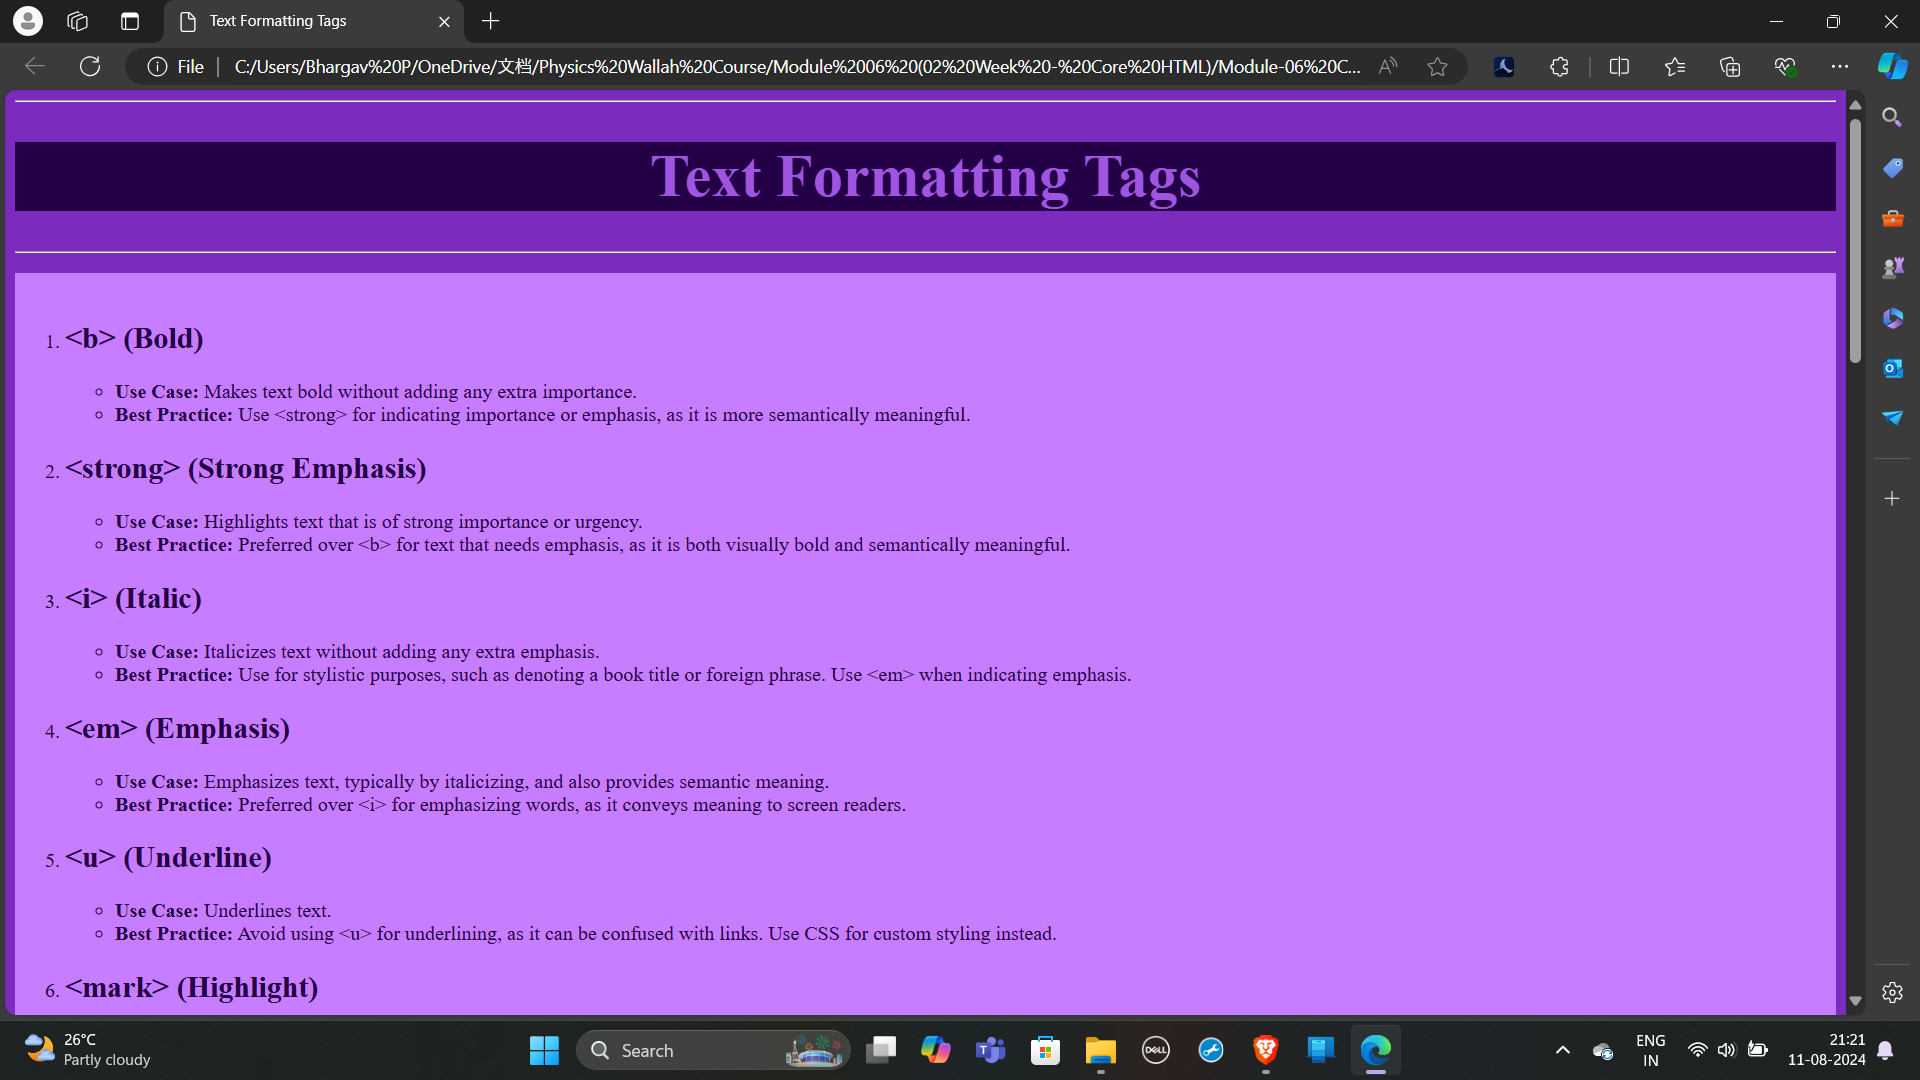 Text Formatting Tags
File
C:/Users/Bhargav%20P/OneDrive/文档/Physics%20Wallah%20Course/Module%2006%20(02%20Week%20-%20Core%20HTML)/Module-06%20C...
Text Formatting Tags
1. <b> (Bold)
Use Case: Makes text bold without adding any extra importance.
Best Practice: Use <strong> for indicating importance or emphasis, as it is more semantically meaningful.
2. <strong> (Strong Emphasis)
Use Case: Highlights text that is of strong importance or urgency.
Best Practice: Preferred over <b> for text that needs emphasis, as it is both visually bold and semantically meaningful.
3. <i> (Italic)
Use Case: Italicizes text without adding any extra emphasis.
Best Practice: Use for stylistic purposes, such as denoting a book title or foreign phrase. Use <em> when indicating emphasis.
4. <em> (Emphasis)
Use Case: Emphasizes text, typically by italicizing, and also provides semantic meaning.
Best Practice: Preferred over <i> for emphasizing words, as it conveys meaning to screen readers.
5. <u> (Underline)
Use Case: Underlines text.
Best Practice: Avoid using <u> for underlining, as it can be confused with links. Use CSS for custom styling instead.
6. <mark> (Highlight)
26°C
Partly cloudy
Search
DELL
ENG
IN
21:21
11-08-2024